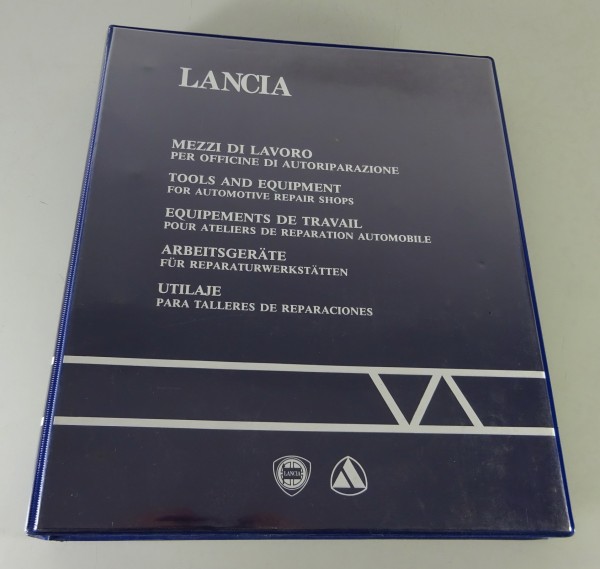 LANCIA
MEZZI DI LAVORO
PER OFFICINE DI AUTORIPARAZIONE
TOOLS AND EQUIPMENT
FOR AUTOMOTIVE REPAIR SHOPS
EQUIPEMENTS DE TRAVAIL
POUR ATELIERS DE REPARATION AUTOMOBILE
ARBEITSGERÄTE
FÜR REPARATURWERKSTÄTTEN
UTILAJE
PARA TALLERES DE REPARACIONES
LANCIA